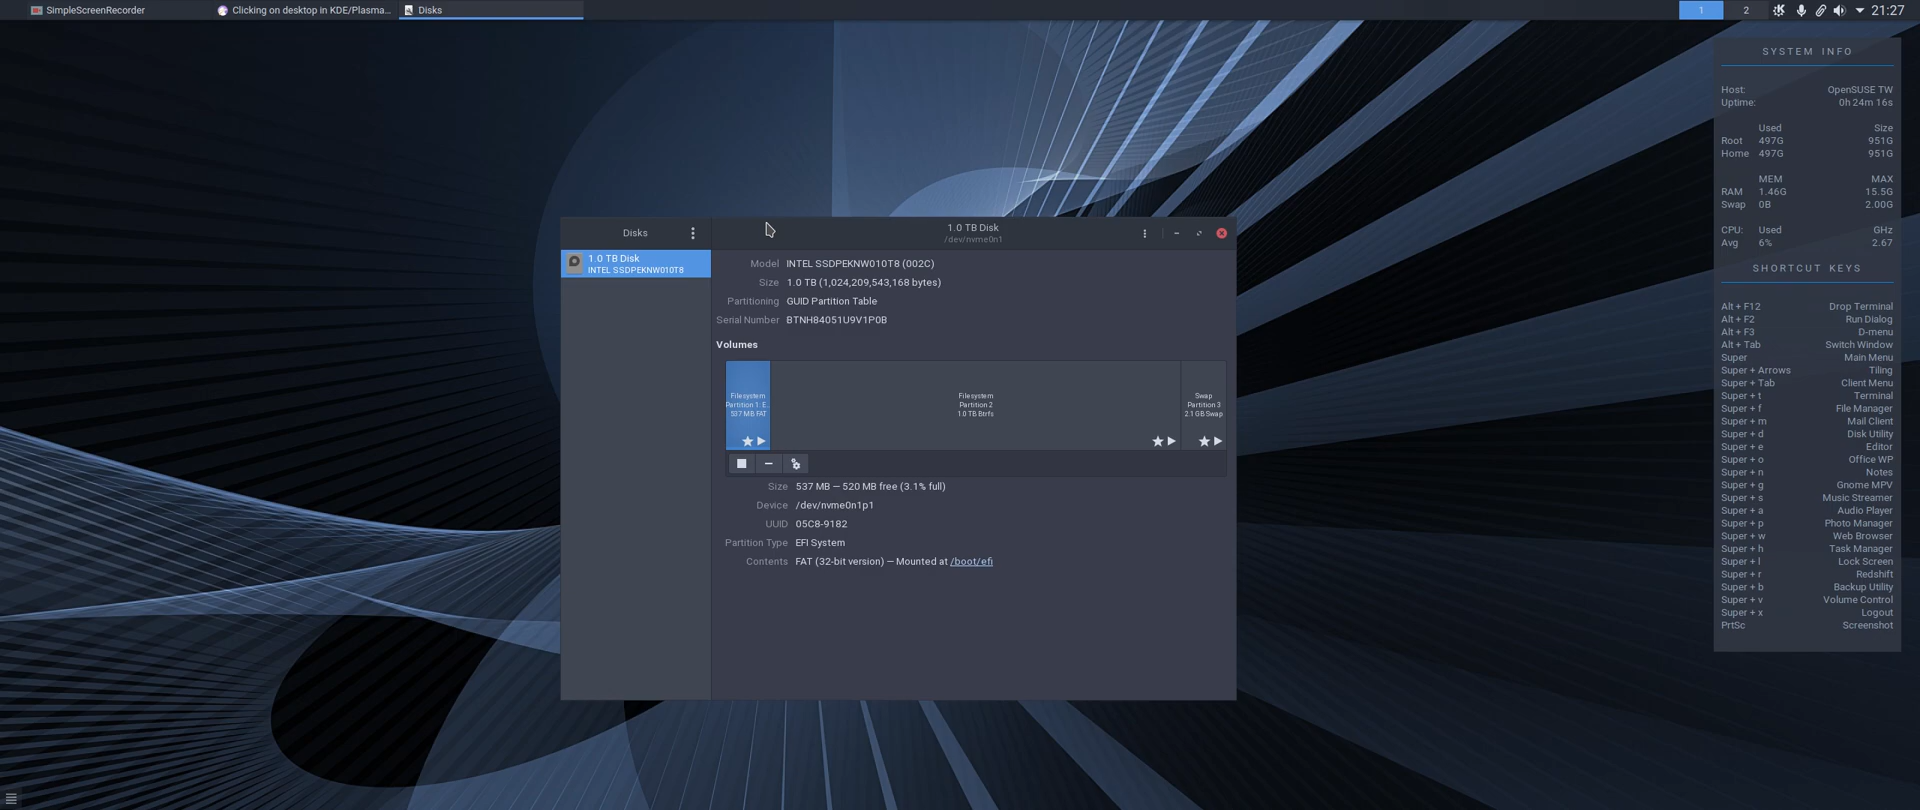 SimpleScreenRecorder
Clicking on desktop in KDE/Plasma...
Disks
1
2
21:27
SYSTEM INFO
Host: OpenSUSE TW
Uptime: 0h 24m 16s
Used Size
Root 497G 951G
Home 497G 951G
MEM MAX
RAM 1.46G 15.5G
Swap 0B 2.00G
CPU: Used GHz
Avg 6% 2.67
SHORTCUT KEYS
Alt + F12 Drop Terminal
Alt + F2 Run Dialog
Alt + F3 D-menu
Alt + Tab Switch Window
Super Main Menu
Super + Arrows Tiling
Super + Tab Client Menu
Super + t Terminal
Super + f File Manager
Super + m Mail Client
Super + d Disk Utility
Super + e Editor
Super + o Office WP
Super + n Notes
Super + g Gnome MPV
Super + s Music Streamer
Super + a Audio Player
Super + p Photo Manager
Super + w Web Browser
Super + h Task Manager
Super + l Lock Screen
Super + r Redshift
Super + b Backup Utility
Super + v Volume Control
Super + x Logout
PrtSc Screenshot
Disks
1.0 TB Disk
/dev/nvme0n1
1.0 TB Disk
INTEL SSDPEKNW010T8
Model INTEL SSDPEKNW010T8 (002C)
Size 1.0 TB (1,024,209,543,168 bytes)
Partitioning GUID Partition Table
Serial Number BTNH84051U9V1P0B
Volumes
Filesystem
Partition 1: E...
537 MB FAT
Filesystem
Partition 2
1.0 TB Btrfs
Swap
Partition 3
2.1 GB Swap
Size 537 MB — 520 MB free (3.1% full)
Device /dev/nvme0n1p1
UUID 05C8-9182
Partition Type EFI System
Contents FAT (32-bit version) — Mounted at /boot/efi